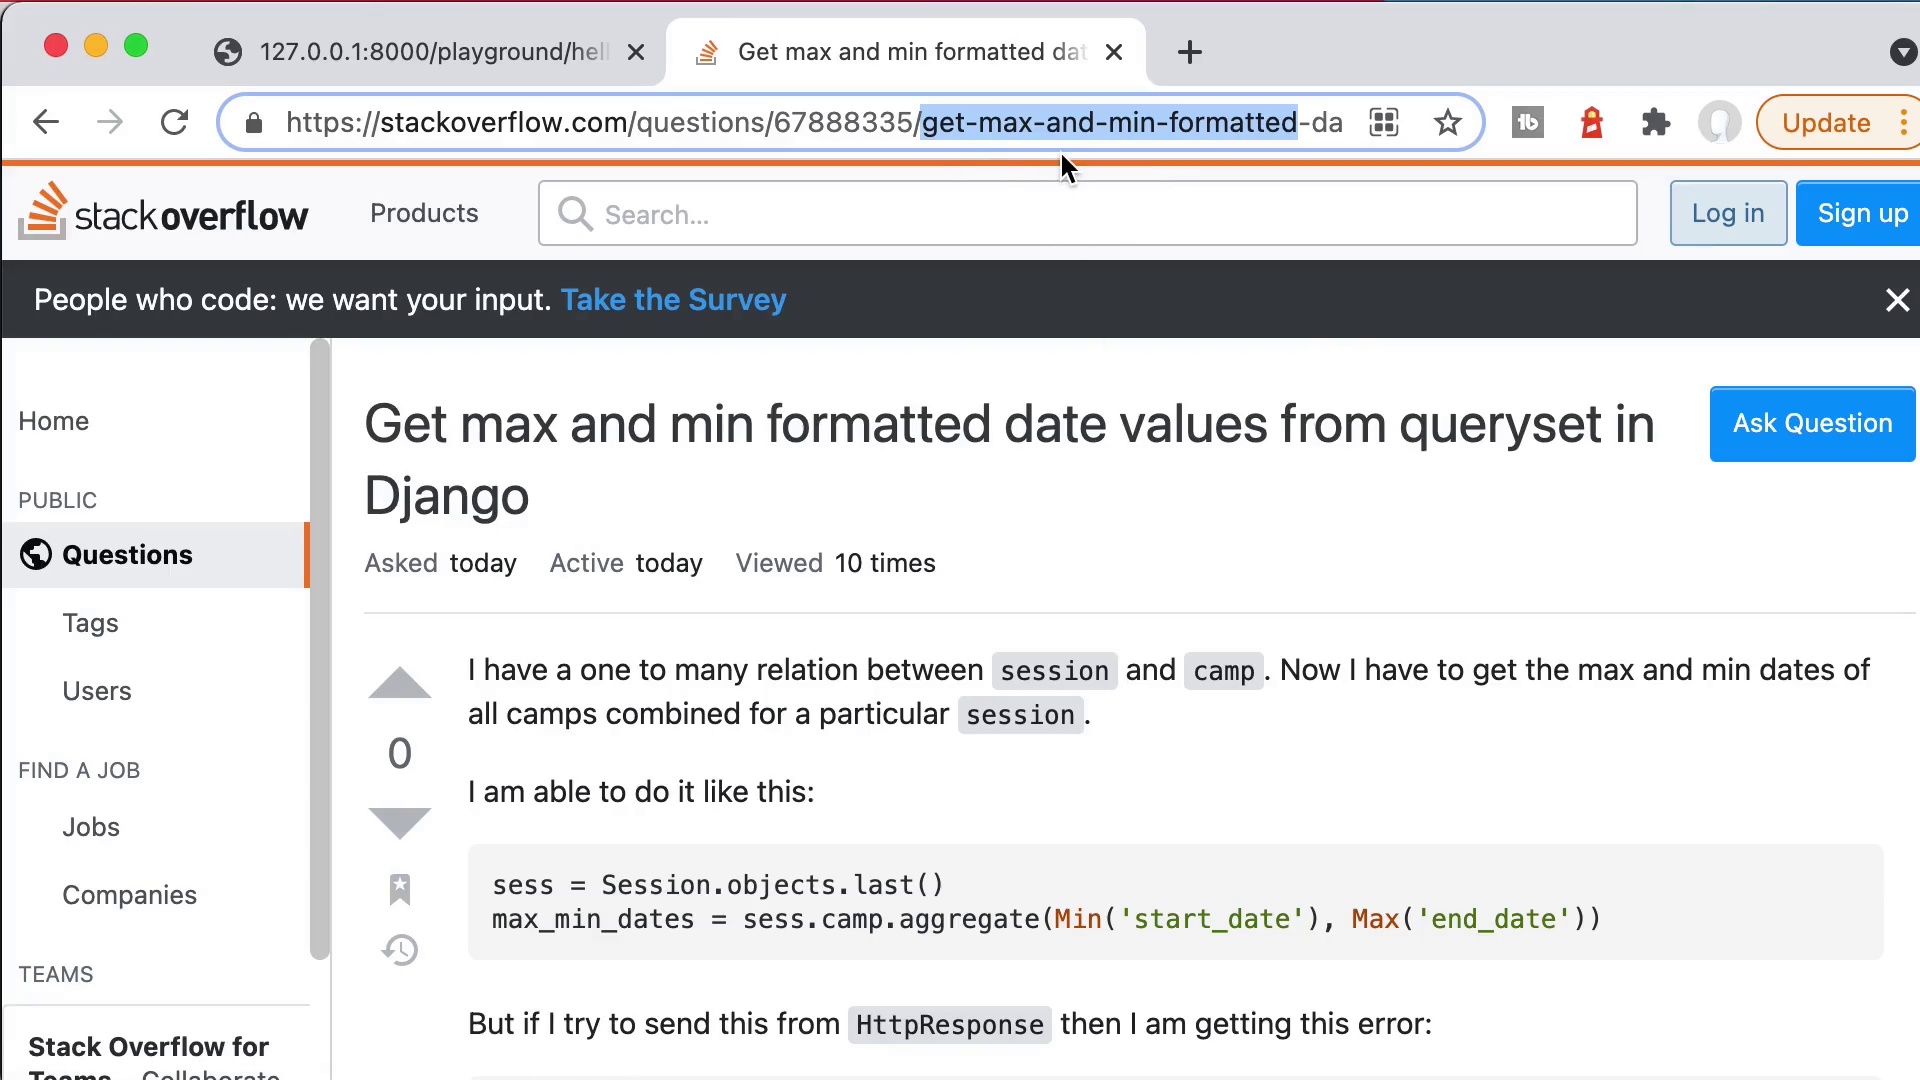 127.0.0.1:8000/playground/hell
Get max and min formatted dat
https://stackoverflow.com/questions/67888335/get-max-and-min-formatted-da
Update
stackoverflow
Products
Search...
Log in
Sign up
People who code: we want your input. Take the Survey
Home
PUBLIC
Questions
Tags
Users
FIND A JOB
Jobs
Companies
TEAMS
Stack Overflow for
Teams – Collaborate
Get max and min formatted date values from queryset in
Django
Ask Question
Asked today Active today Viewed 10 times
0
I have a one to many relation between session and camp. Now I have to get the max and min dates of
all camps combined for a particular session.
I am able to do it like this:
sess = Session.objects.last()
max_min_dates = sess.camp.aggregate(Min('start_date'), Max('end_date'))
But if I try to send this from HttpResponse then I am getting this error: